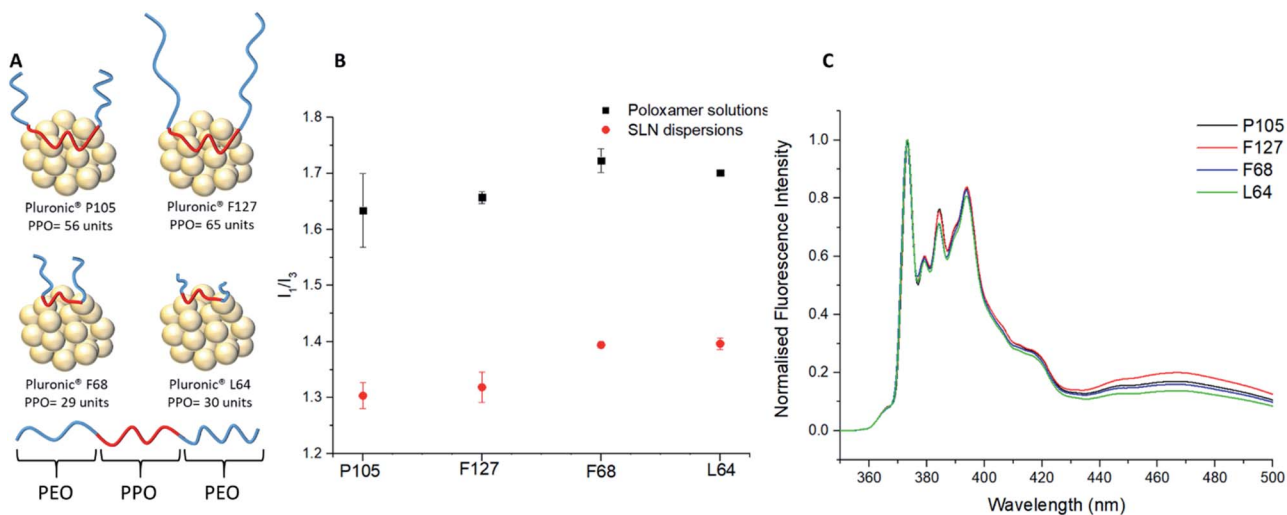 A
Pluronic® P105
PPO= 56 units
Pluronic® F127
PPO= 65 units
Pluronic® F68
PPO= 29 units
Pluronic® L64
PPO= 30 units
PEO PPO PEO
B
Poloxamer solutions
SLN dispersions
1.8
1.7
1.6
1.5
1.4
1.3
1.2
I₁/I₃
P105 F127 F68 L64
C
P105
F127
F68
L64
1.0
0.8
0.6
0.4
0.2
0.0
Normalised Fluorescence Intensity
360 380 400 420 440 460 480 500
Wavelength (nm)